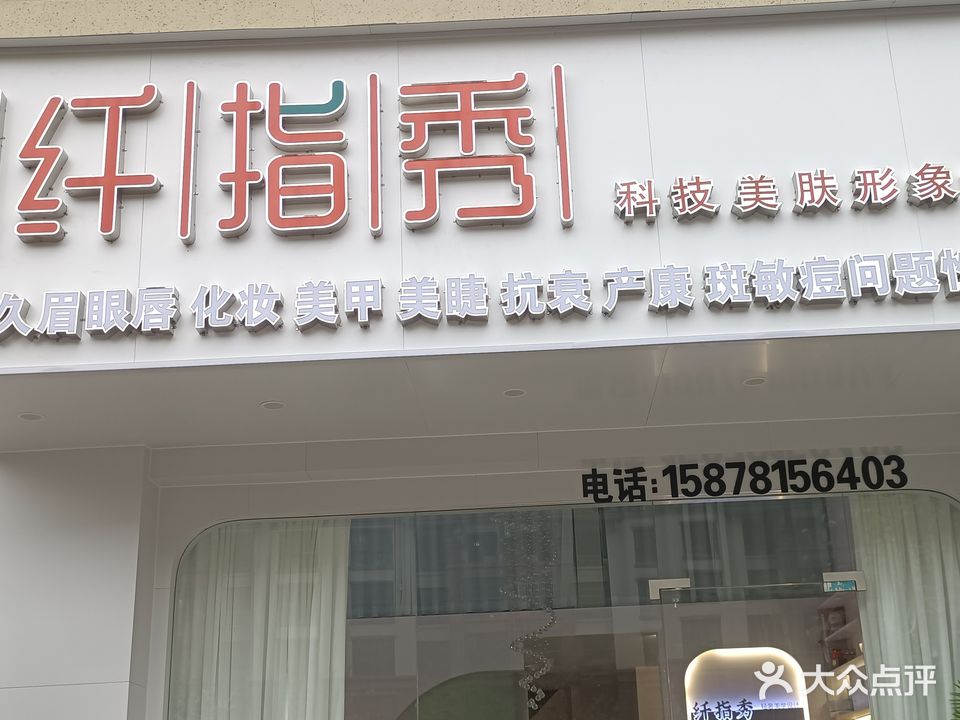 纤指秀
科技美肤形象
久眉眼唇 化妆 美甲 美睫 抗衰 产康 斑敏痘问题性
电话:15878156403
纤指秀
大众点评